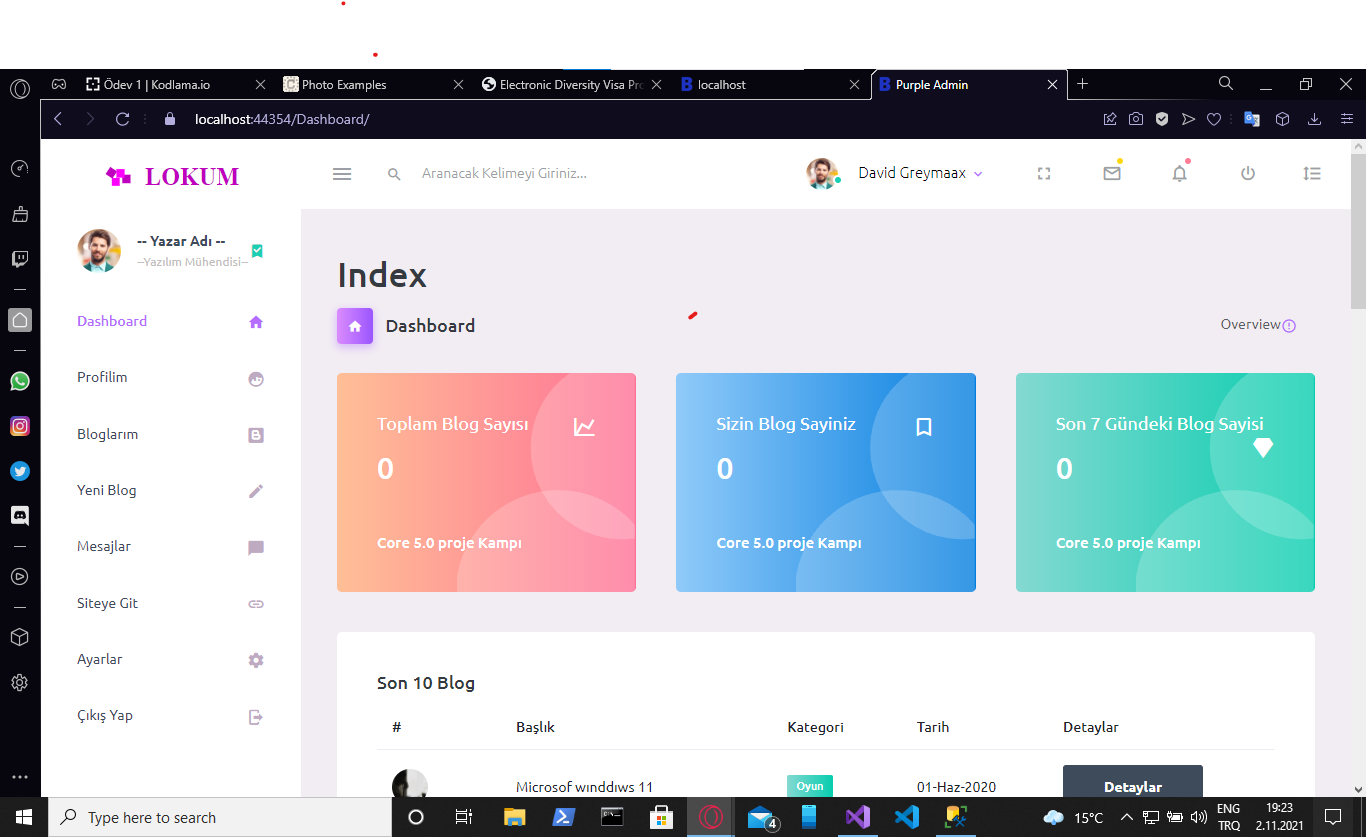 Ödev 1 | Kodlama.io
Photo Examples
Electronic Diversity Visa Pro
localhost
Purple Admin
localhost:44354/Dashboard/
LOKUM
Aranacak Kelimeyi Giriniz...
David Greymaax
-- Yazar Adı --
--Yazılım Mühendisi--
Dashboard
Profilim
Bloglarım
Yeni Blog
Mesajlar
Siteye Git
Ayarlar
Çıkış Yap
Index
Dashboard
Overview
Toplam Blog Sayısı
0
Core 5.0 proje Kampı
Sizin Blog Sayiniz
0
Core 5.0 proje Kampı
Son 7 Gündeki Blog Sayisi
0
Core 5.0 proje Kampı
Son 10 Blog
# Başlık Kategori Tarih Detaylar
Microsof wınddıws 11 Oyun 01-Haz-2020 Detaylar
Type here to search
4
15°C
ENG
TRQ
19:23
2.11.2021